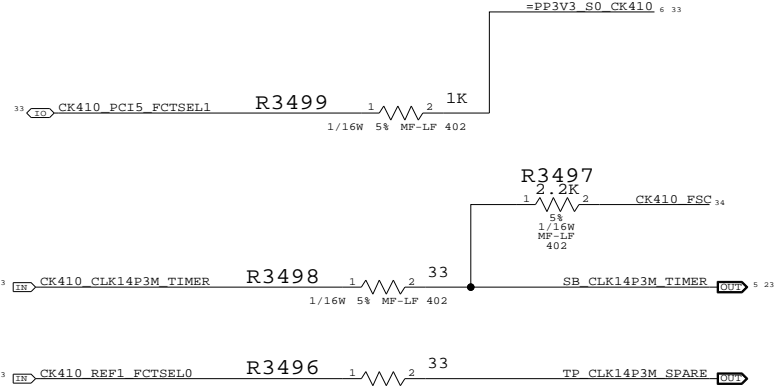 =PP3V3_S0_CK410 6 33
33 IO CK410_PCI5_FCTSEL1 R3499 1 2 1K
1/16W 5% MF-LF 402
R3497
2.2K
1 2 CK410_FSC 34
5%
1/16W
MF-LF
402
3 IN CK410_CLK14P3M_TIMER R3498 1 2 33 SB_CLK14P3M_TIMER OUT 5 23
1/16W 5% MF-LF 402
3 IN CK410_REF1_FCTSEL0 R3496 1 2 33 TP_CLK14P3M_SPARE OUT